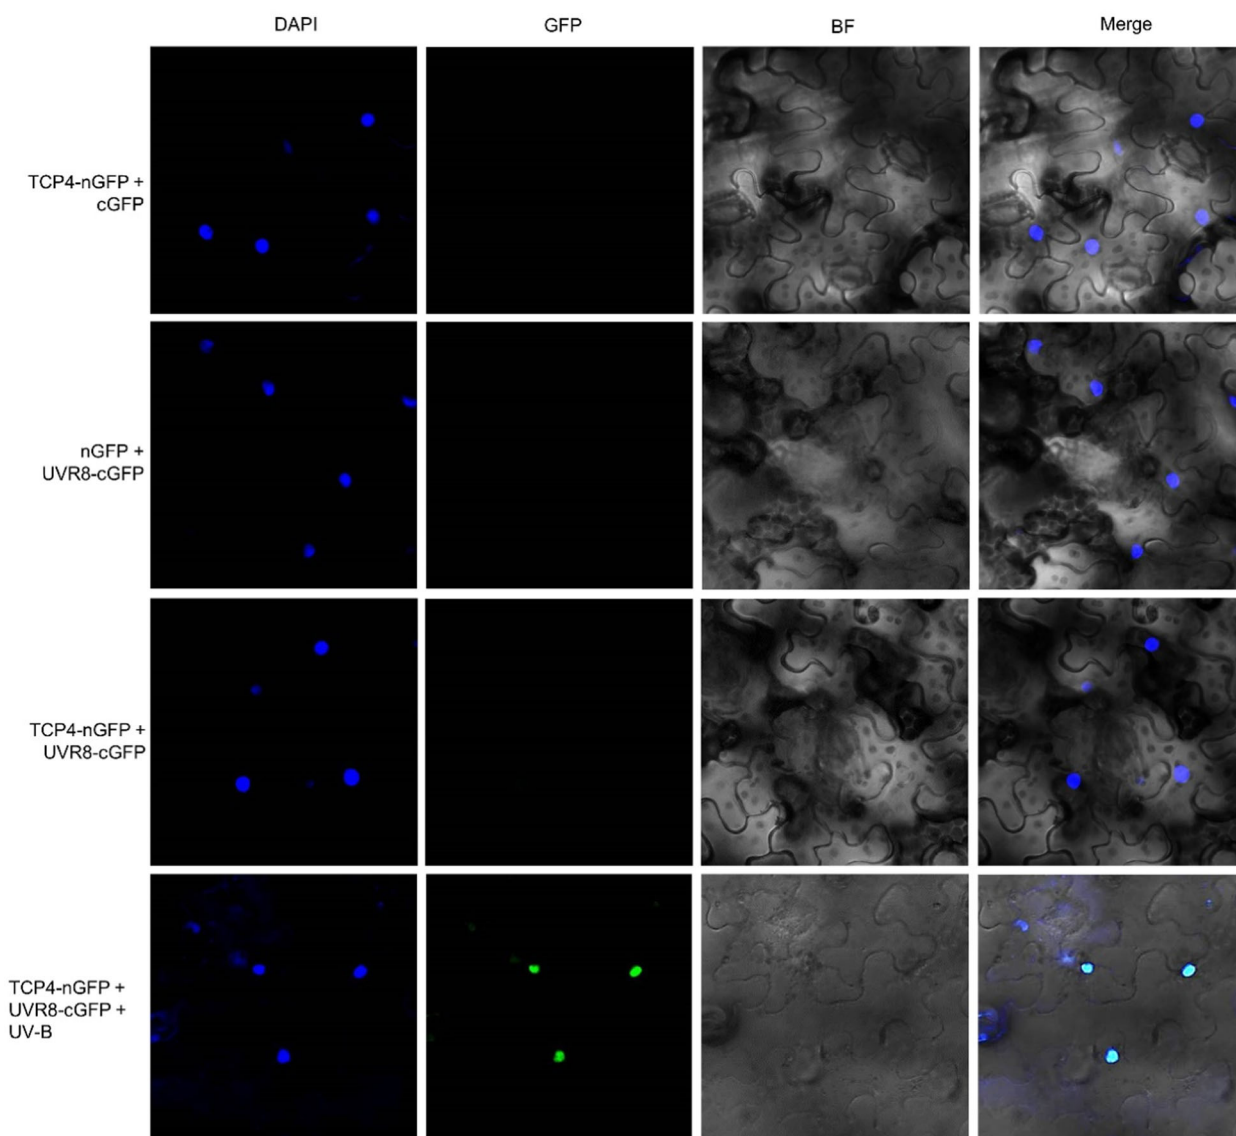 DAPI GFP BF Merge
TCP4-nGFP +
cGFP
nGFP +
UVR8-cGFP
TCP4-nGFP +
UVR8-cGFP
TCP4-nGFP +
UVR8-cGFP +
UV-B